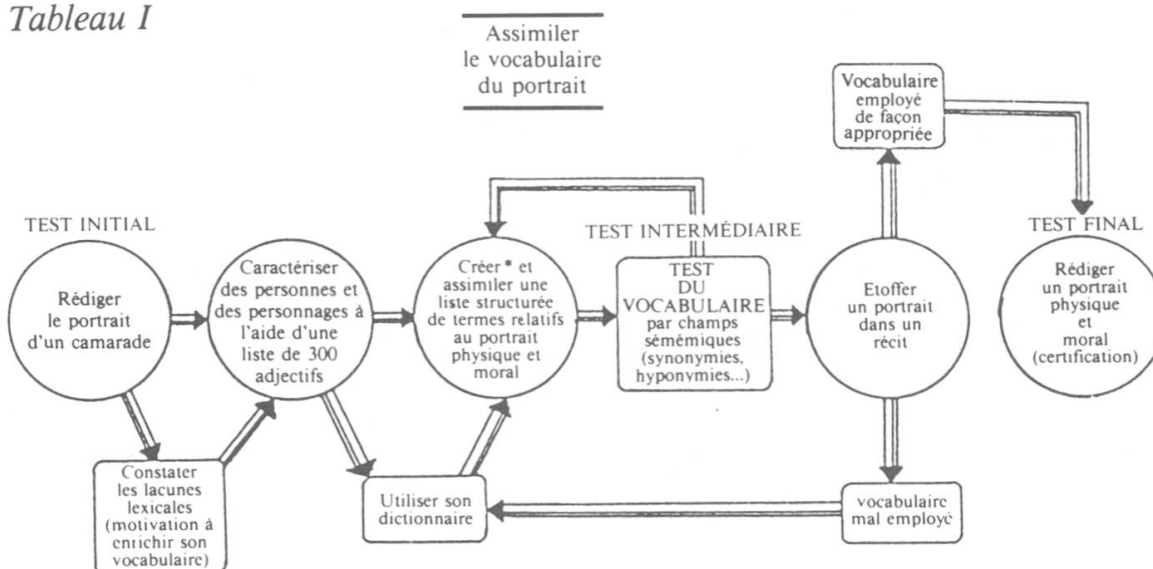 Tableau I
Assimiler
le vocabulaire
du portrait
TEST INITIAL
Rédiger
le portrait
d'un camarade
Constater
les lacunes
lexicales
(motivation à
enrichir son
vocabulaire)
Caractériser
des personnes et
des personnages à
l'aide d'une
liste de 300
adjectifs
Utiliser son
dictionnaire
Créer* et
assimiler une
liste structurée
de termes relatifs
au portrait
physique et
moral
TEST INTERMÉDIAIRE
TEST
DU
VOCABULAIRE
par champs
sémémiques
(synonymies,
hyponymies...)
Etoffer
un portrait
dans un
récit
Vocabulaire
employé
de façon
appropriée
vocabulaire
mal employé
TEST FINAL
Rédiger
un portrait
physique
et
moral
(certification)